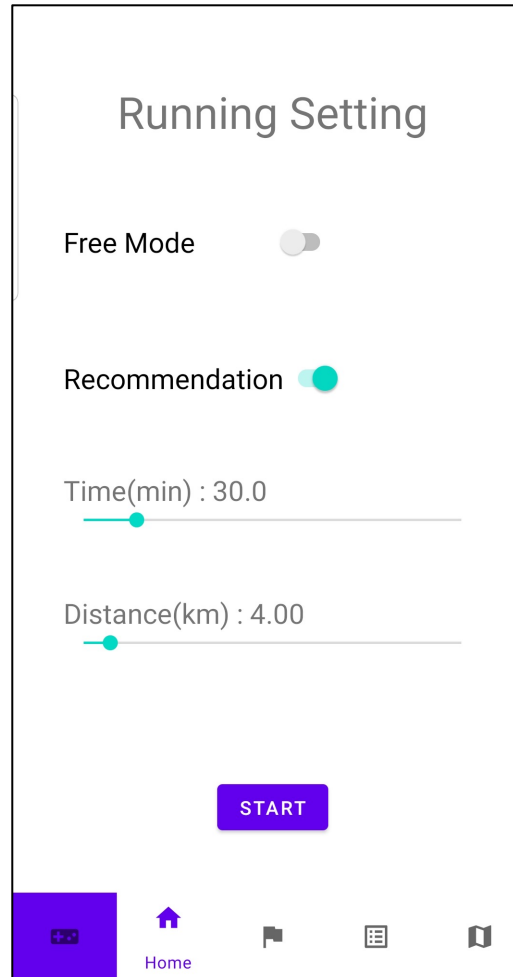 Running Setting
Free Mode
Recommendation
Time(min) : 30.0
Distance(km) : 4.00
START
Home